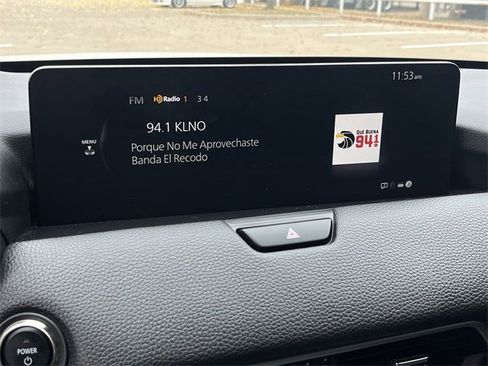 11:53am
FM HD Radio 1 3 4
94.1 KLNO
MENU
Porque No Me Aprovechaste
Banda El Recodo
QUE BUENA
94.1
POWER